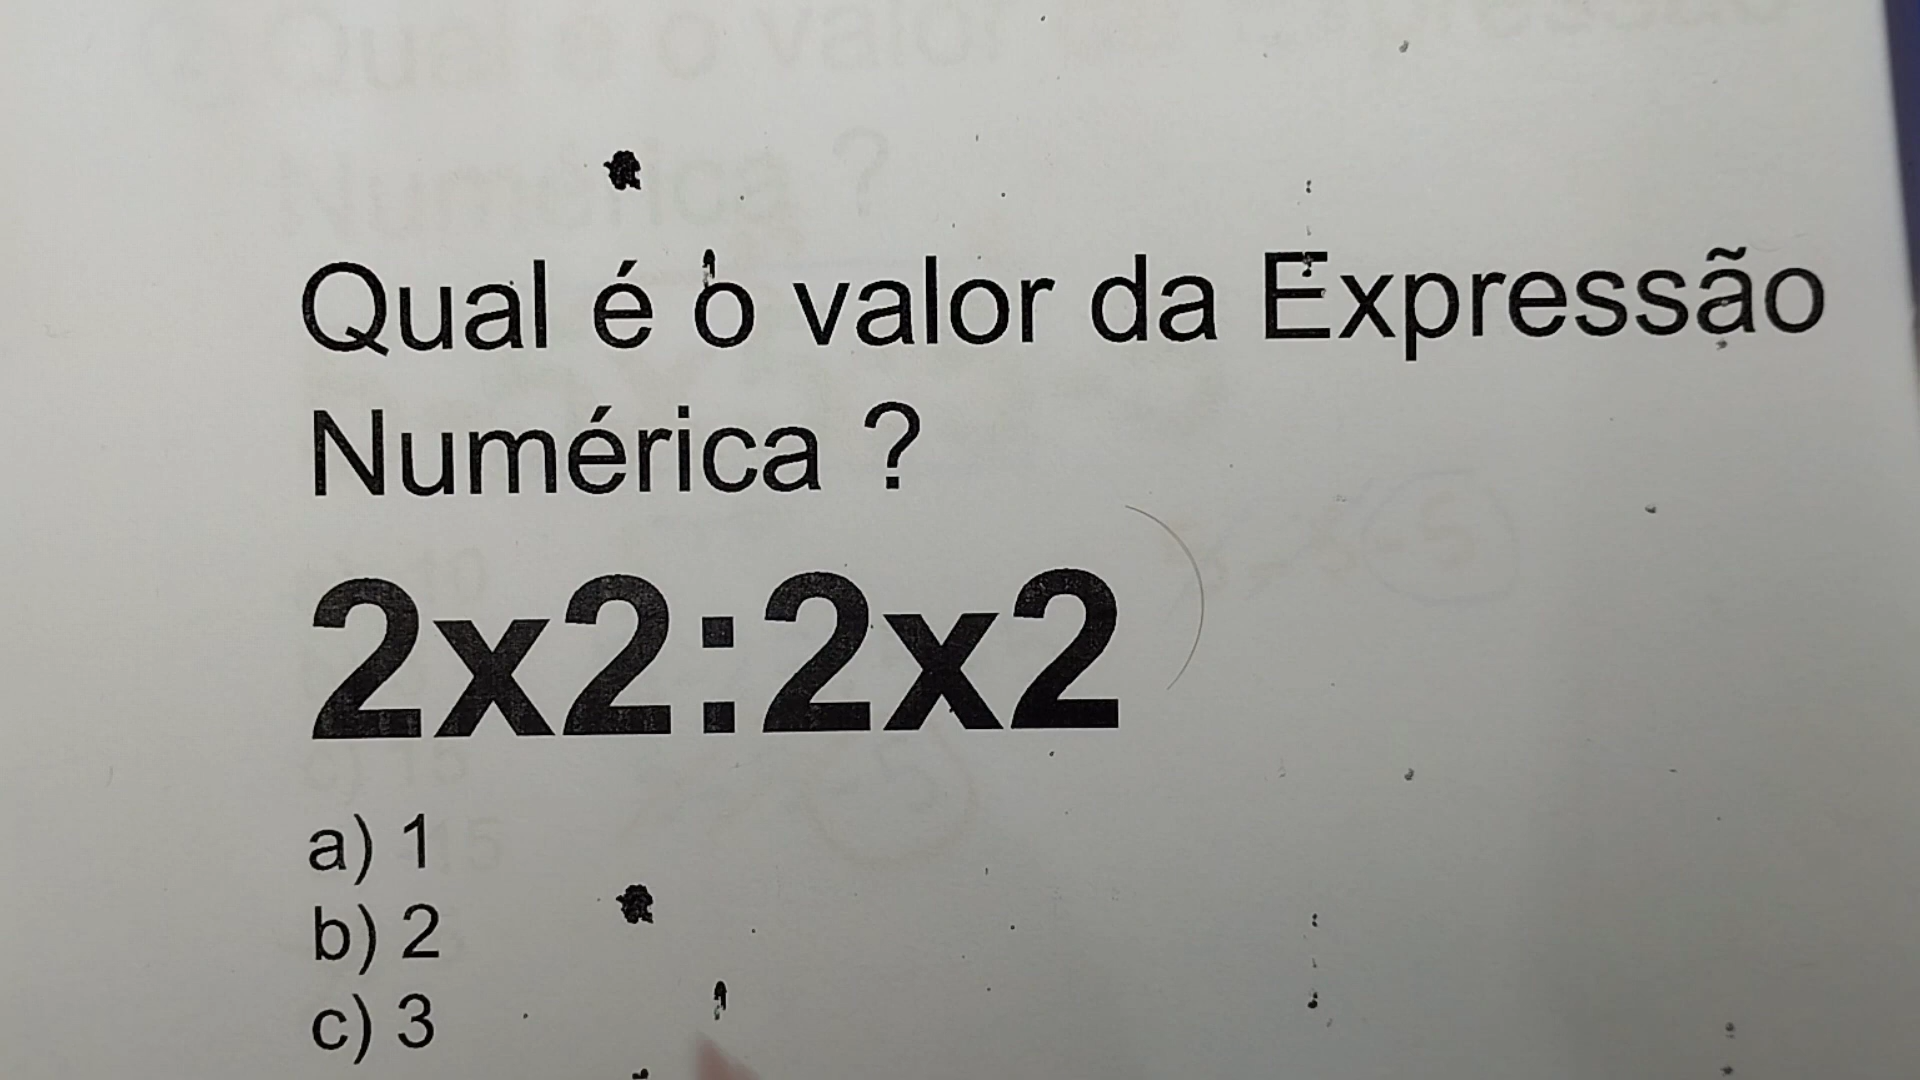 Qual é o valor da Expressão
Numérica ?
2x2:2x2
a) 1
b) 2
c) 3